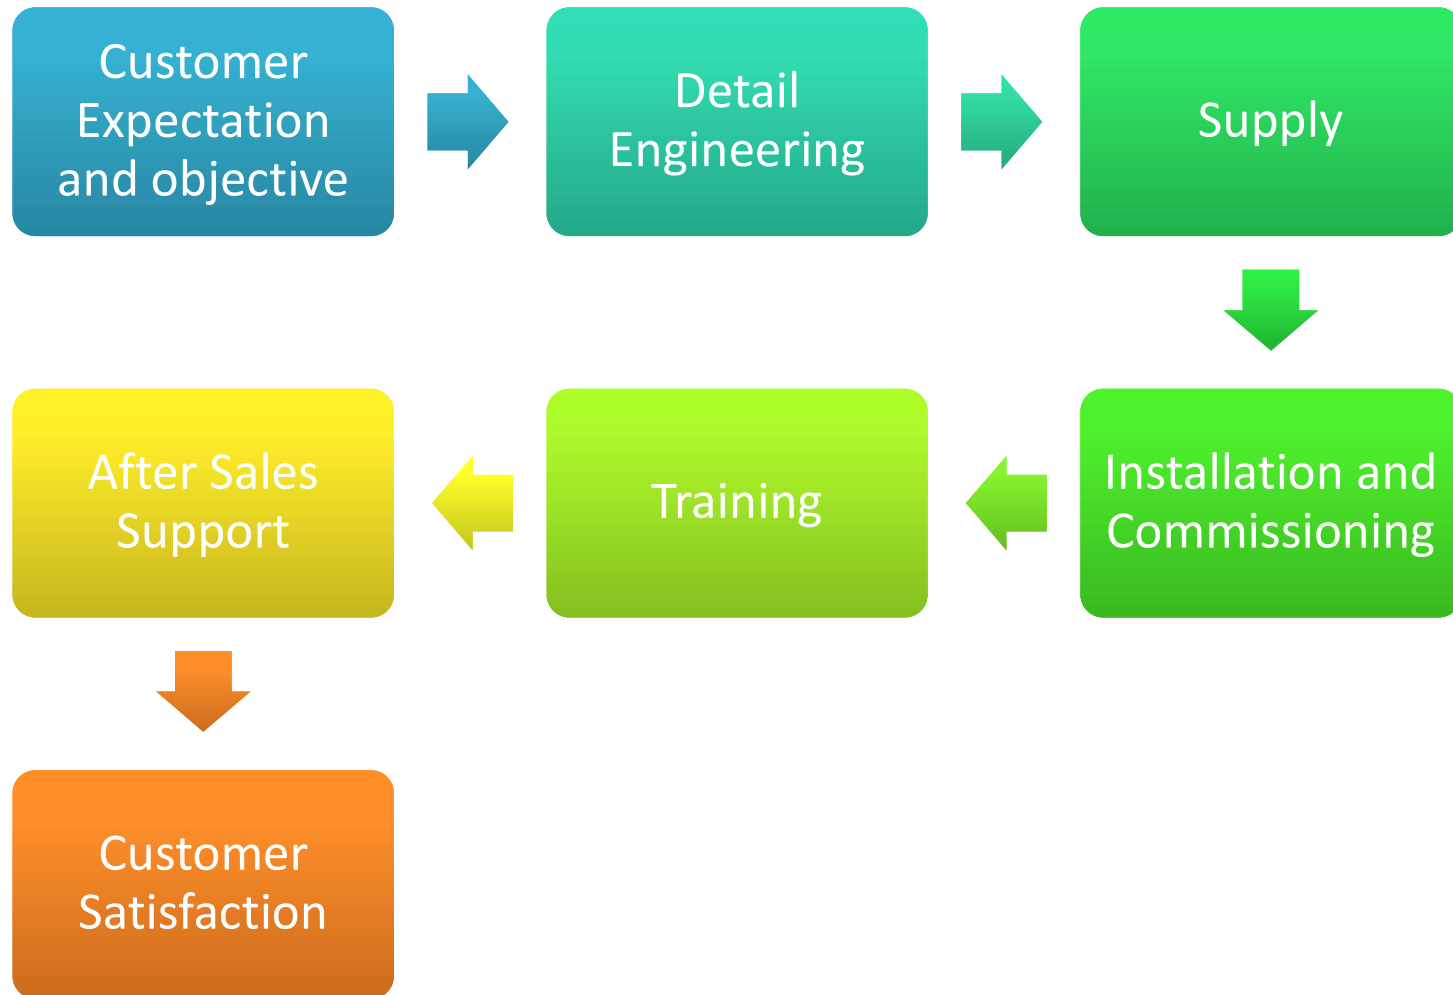 Customer
Expectation
and objective
Detail
Engineering
Supply
Installation and
Commissioning
Training
After Sales
Support
Customer
Satisfaction